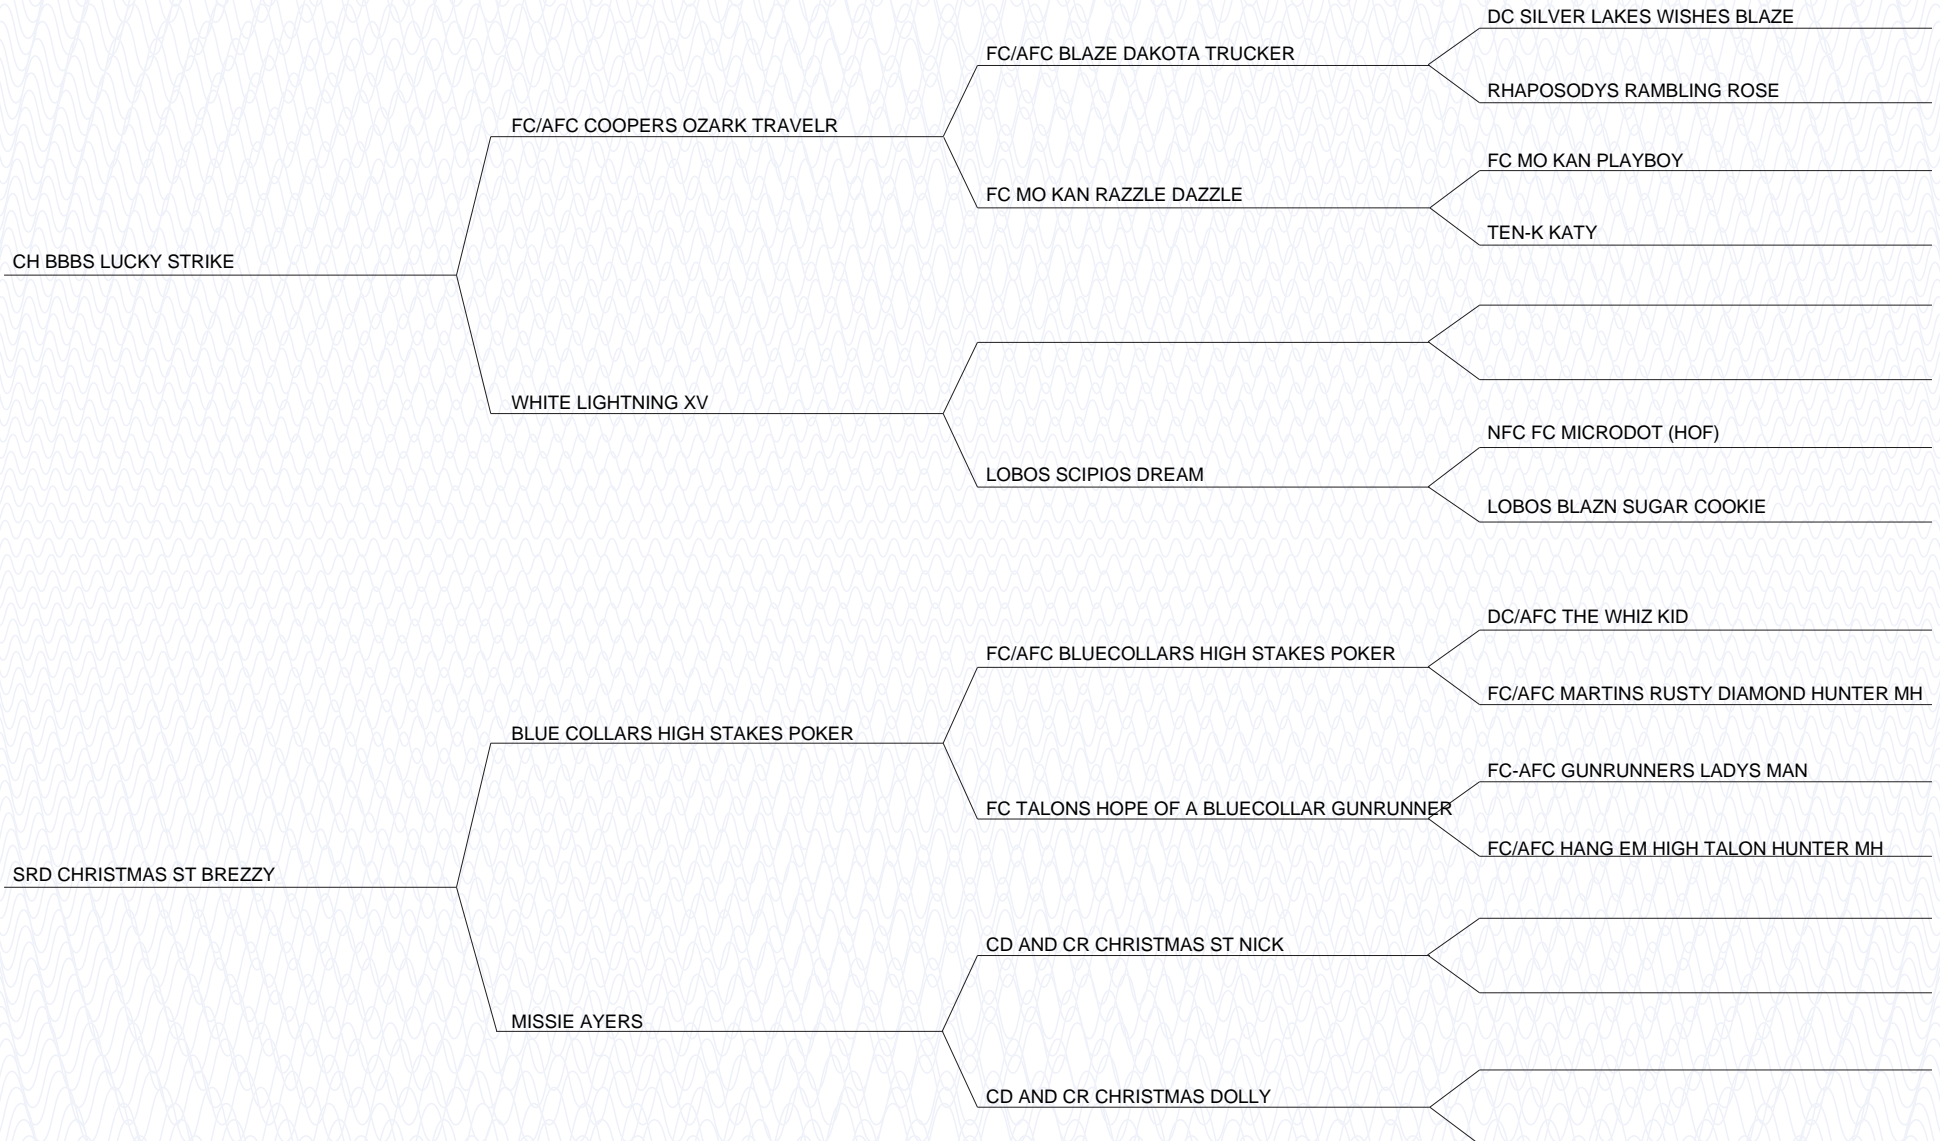 DC SILVER LAKES WISHES BLAZE
FC/AFC BLAZE DAKOTA TRUCKER
RHAPOSODYS RAMBLING ROSE
FC/AFC COOPERS OZARK TRAVELR
FC MO KAN PLAYBOY
FC MO KAN RAZZLE DAZZLE
TEN-K KATY
CH BBBS LUCKY STRIKE
WHITE LIGHTNING XV
NFC FC MICRODOT (HOF)
LOBOS SCIPIOS DREAM
LOBOS BLAZN SUGAR COOKIE
DC/AFC THE WHIZ KID
FC/AFC BLUECOLLARS HIGH STAKES POKER
FC/AFC MARTINS RUSTY DIAMOND HUNTER MH
BLUE COLLARS HIGH STAKES POKER
FC-AFC GUNRUNNERS LADYS MAN
FC TALONS HOPE OF A BLUECOLLAR GUNRUNNER
FC/AFC HANG EM HIGH TALON HUNTER MH
SRD CHRISTMAS ST BREZZY
CD AND CR CHRISTMAS ST NICK
MISSIE AYERS
CD AND CR CHRISTMAS DOLLY